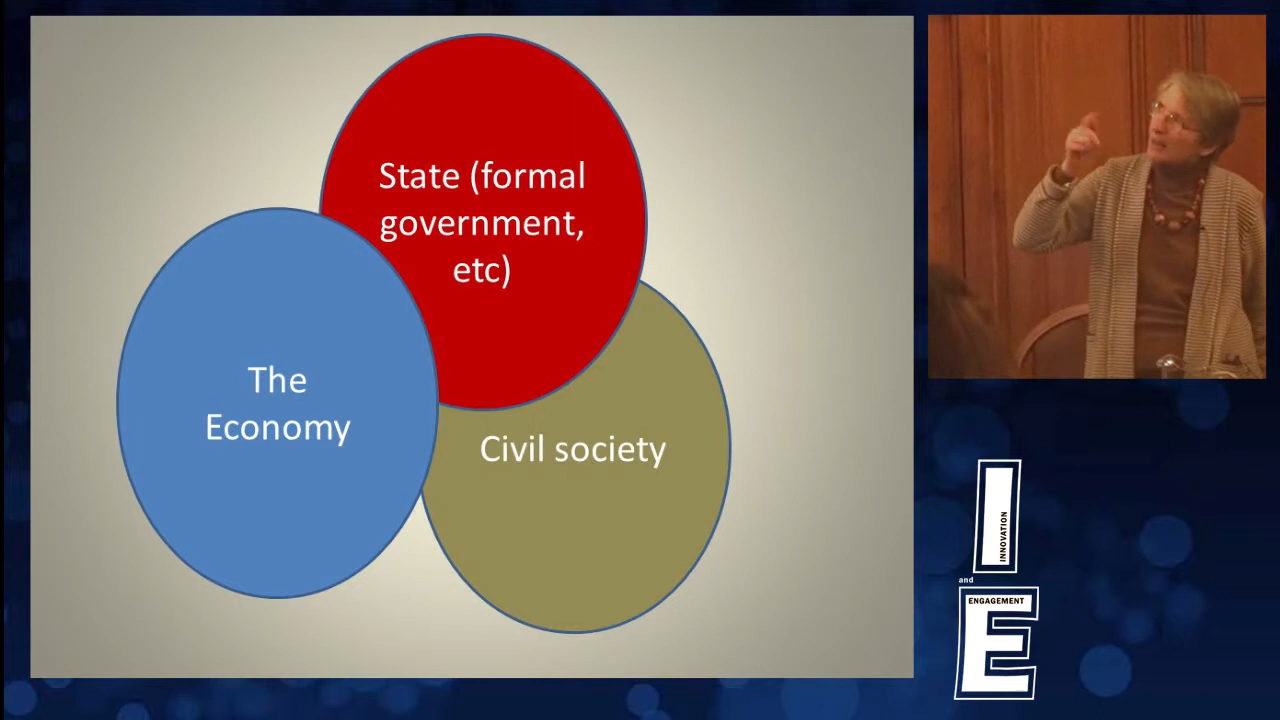 State (formal
government,
etc)
The
Economy
Civil society
INNOVATION
and
ENGAGEMENT
I
E